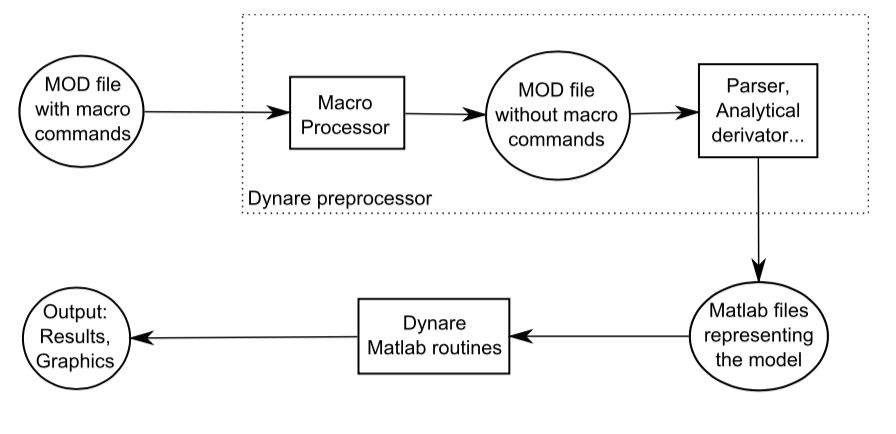 MOD file
with macro
commands
Macro
Processor
MOD file
without macro
commands
Parser,
Analytical
derivator...
Dynare preprocessor
Output:
Results,
Graphics
Dynare
Matlab routines
Matlab files
representing
the model